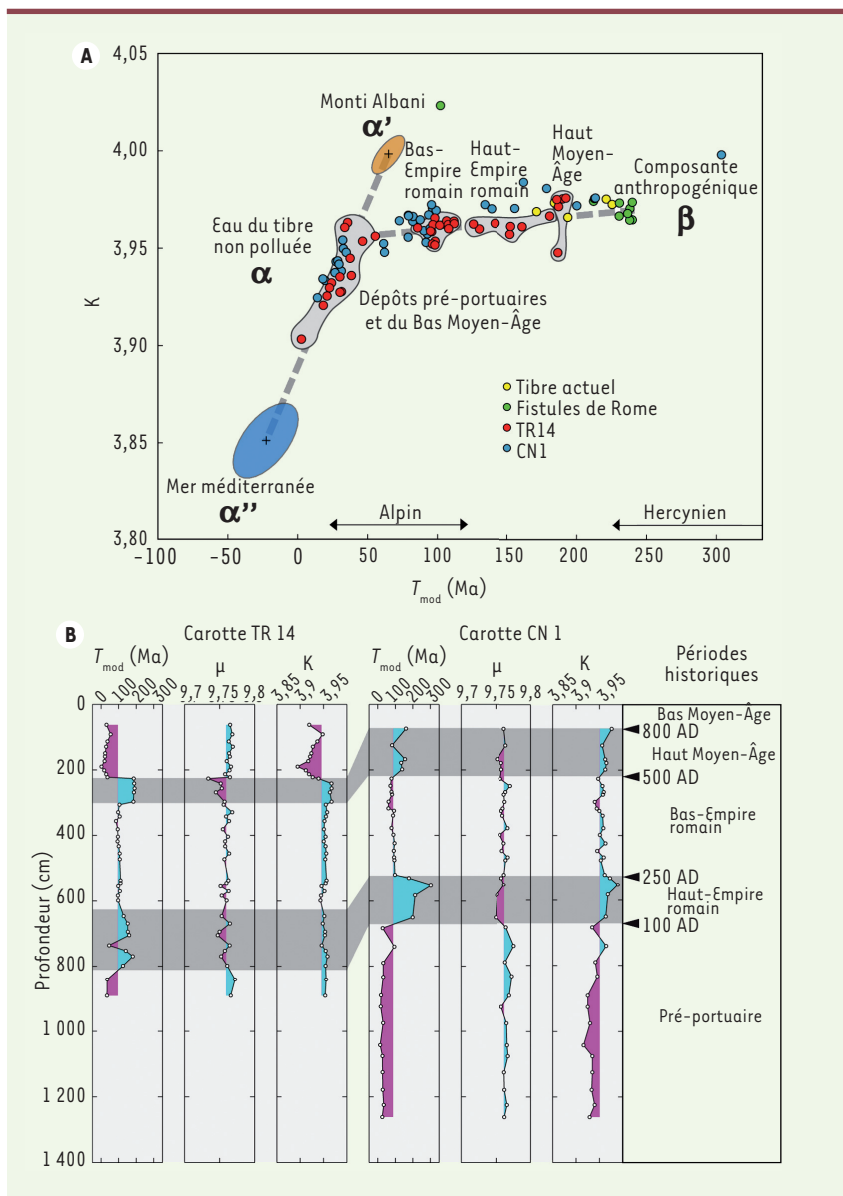 A
4,05
4,00
3,95
3,90
3,85
3,80
K
Monti Albani
α'
Bas-
Empire
romain
Haut-
Empire
romain
Haut
Moyen-
Âge
Composante
anthropogénique
β
Eau du tibre
non polluée
α
Dépôts pré-portuaires
et du Bas Moyen-Âge
Tibre actuel
Fistules de Rome
TR14
CN1
Mer méditerranée
α''
Alpin
Hercynien
-100 -50 0 50 100 150 200 250 300
Tmod (Ma)
B
Carotte TR 14
Carotte CN 1
Tmod (Ma) μ K Tmod (Ma) μ K
Périodes
historiques
0 100 200 300 9,7 9,75 9,8 3,85 3,9 3,95 0 100 200 300 9,7 9,75 9,8 3,85 3,9 3,95
Profondeur (cm)
0
200
400
600
800
1 000
1 200
1 400
Bas Moyen-Âge
800 AD
Haut Moyen-Âge
500 AD
Bas-Empire
romain
250 AD
Haut-Empire
romain
100 AD
Pré-portuaire